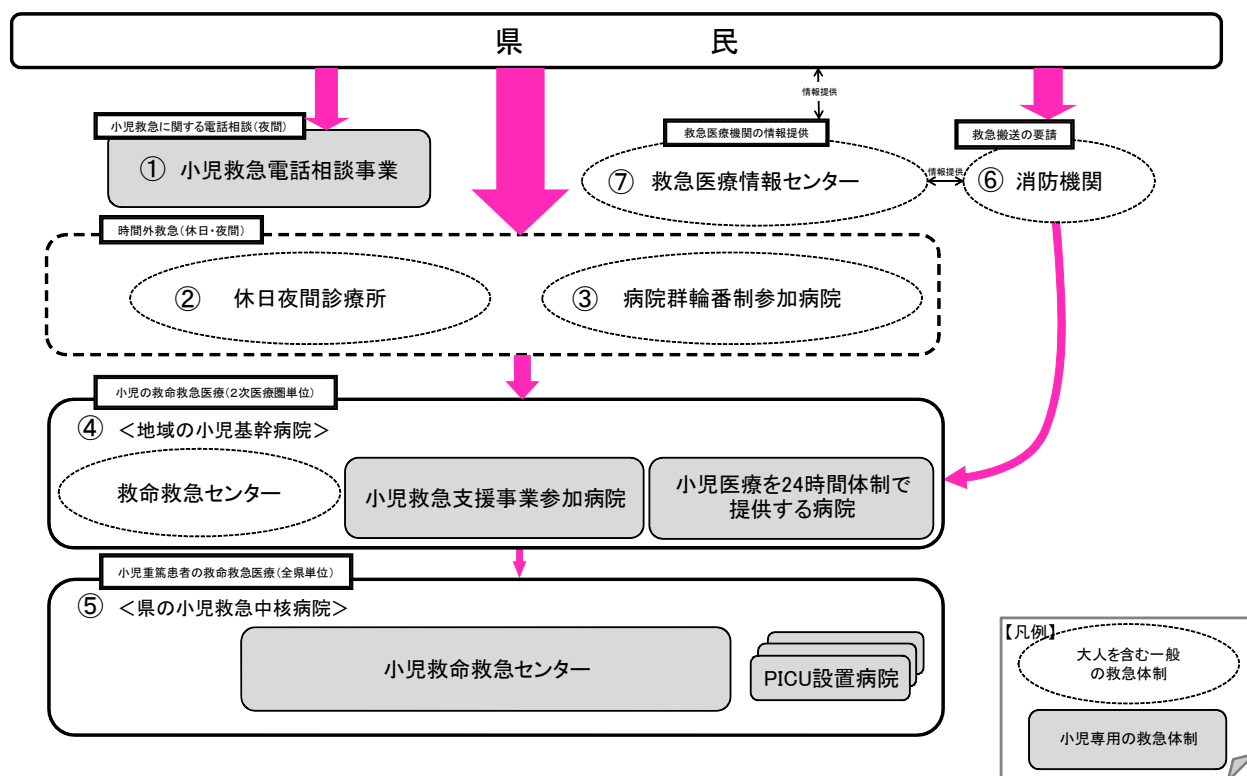 県　民
情報提供
小児救急に関する電話相談(夜間)
① 小児救急電話相談事業
救急医療機関の情報提供
⑦ 救急医療情報センター
情報提供
救急搬送の要請
⑥ 消防機関
時間外救急(休日・夜間)
② 休日夜間診療所
③ 病院群輪番制参加病院
小児の救命救急医療(2次医療圏単位)
④ <地域の小児基幹病院>
救命救急センター
小児救急支援事業参加病院
小児医療を24時間体制で
提供する病院
小児重篤患者の救命救急医療(全県単位)
⑤ <県の小児救急中核病院>
小児救命救急センター
PICU設置病院
【凡例】
大人を含む一般
の救急体制
小児専用の救急体制